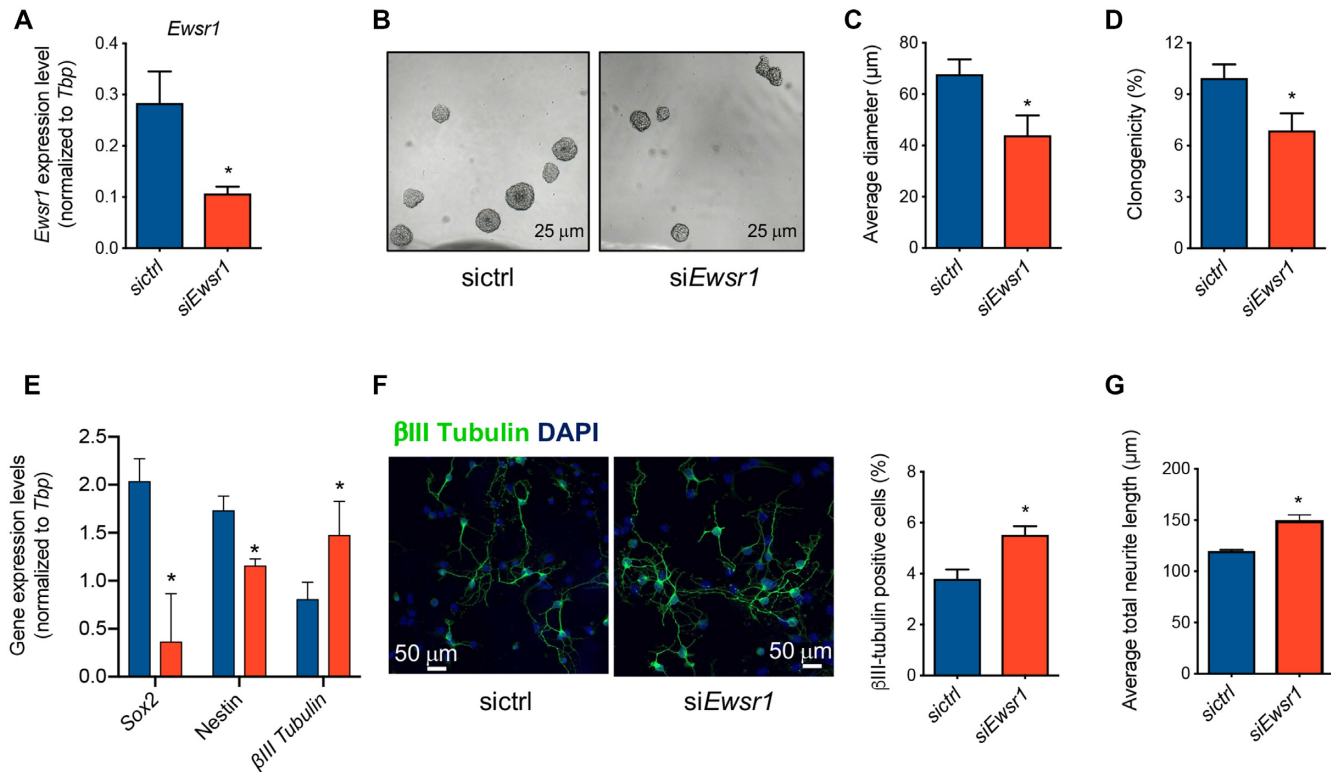 A
Ewsr1
Ewsr1 expression level
(normalized to Tbp)
0.4
0.3
0.2
0.1
0.0
*
sictrl
siEwsr1
B
25 μm
25 μm
sictrl
siEwsr1
C
Average diameter (μm)
80
60
40
20
0
*
sictrl
siEwsr1
D
Clonogenicity (%)
12
9
6
3
0
*
sictrl
siEwsr1
E
Gene expression levels
(normalized to Tbp)
2.5
2.0
1.5
1.0
0.5
0.0
*
*
*
Sox2
Nestin
βIII Tubulin
F
βIII Tubulin DAPI
50 μm
50 μm
sictrl
siEwsr1
βIII-tubulin positive cells (%)
8
6
4
2
0
*
sictrl
siEwsr1
G
Average total neurite length (μm)
200
150
100
50
0
*
sictrl
siEwsr1